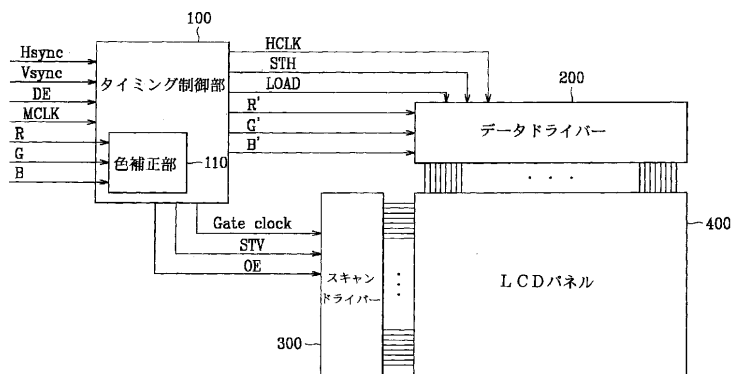 100
Hsync
Vsync
DE
MCLK
R
G
B
タイミング制御部
色補正部
110
HCLK
STH
LOAD
R'
G'
B'
200
データドライバー
Gate clock
STV
OE
スキャン
ドライバー
300
LCDパネル
400